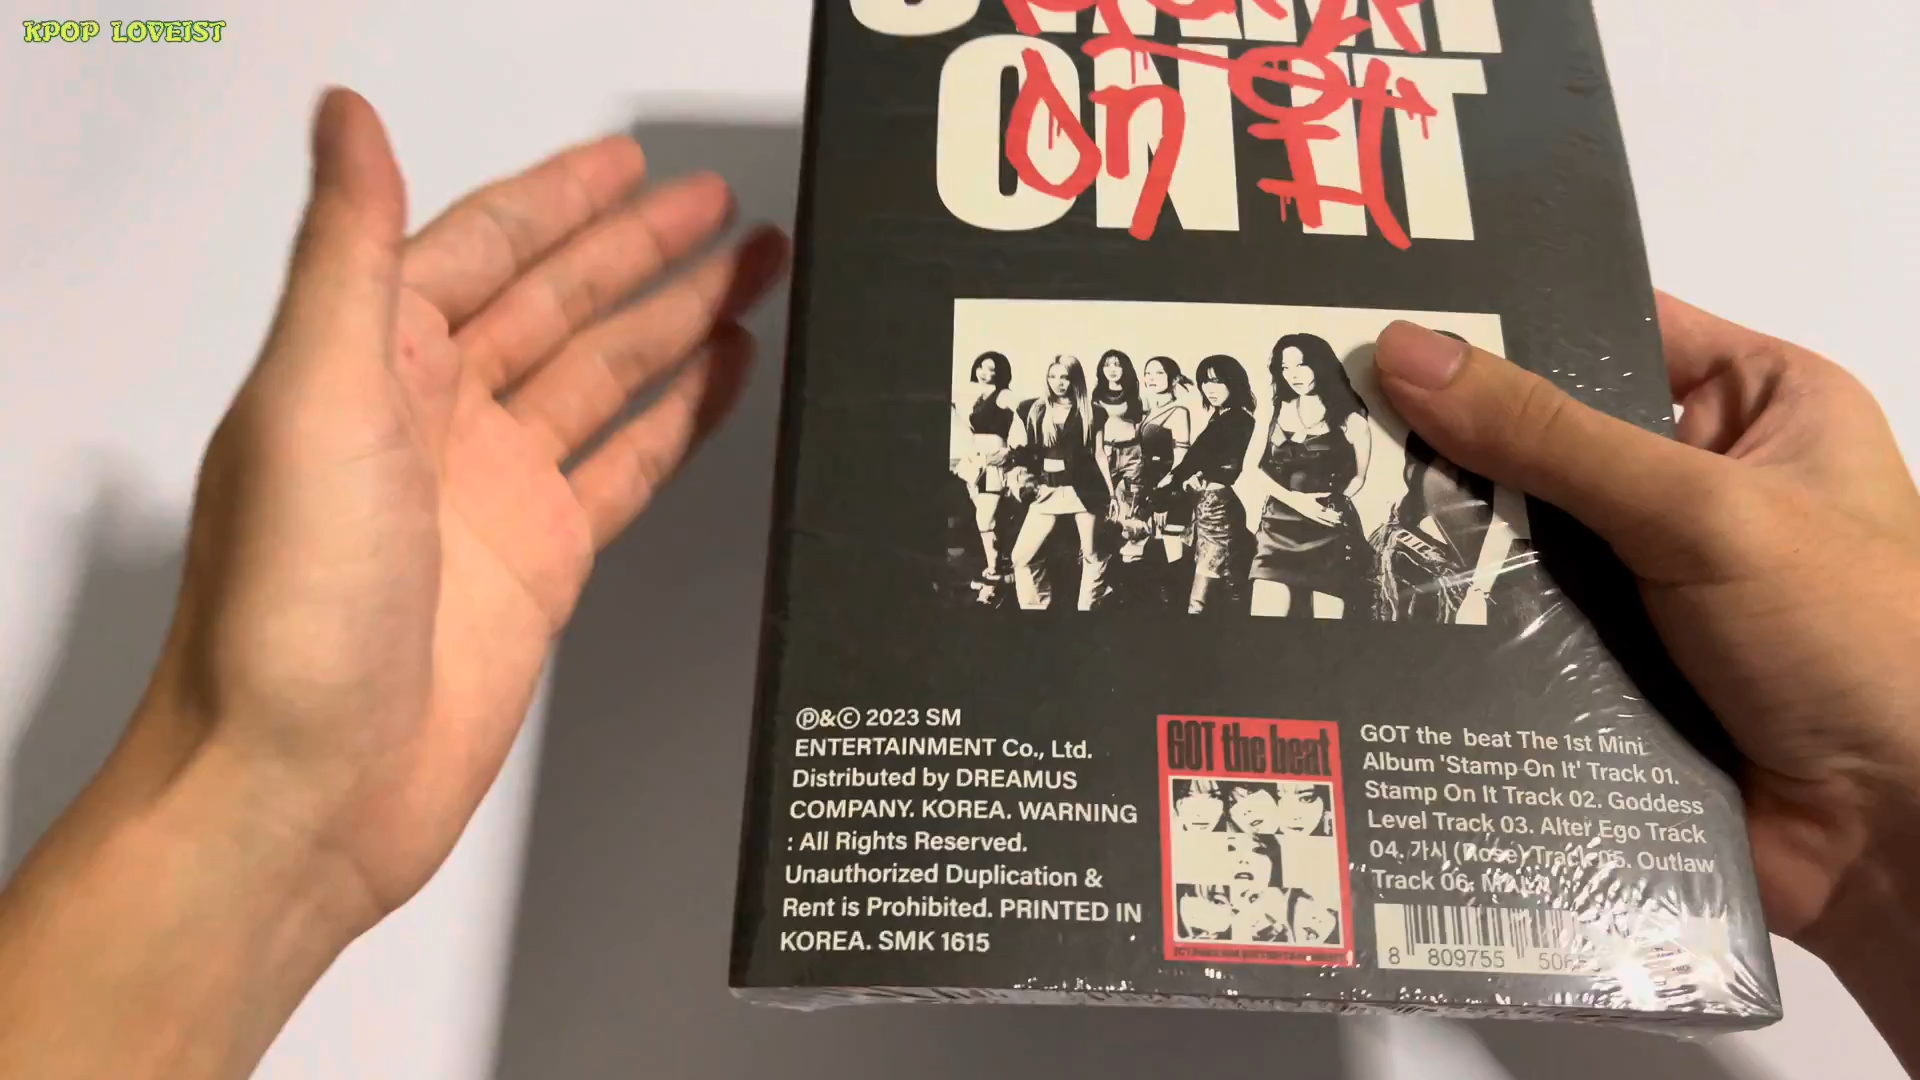 KPOP LOVEIST
ON IT
on it
℗&© 2023 SM
ENTERTAINMENT Co., Ltd.
Distributed by DREAMUS
COMPANY. KOREA. WARNING
: All Rights Reserved.
Unauthorized Duplication &
Rent is Prohibited. PRINTED IN
KOREA. SMK 1615
GOT the beat
GOT the beat The 1st Mini
Album 'Stamp On It' Track 01.
Stamp On It Track 02. Goddess
Level Track 03. Alter Ego Track
04. 가시 (Rose) Track 05. Outlaw
Track 06.
8 809755